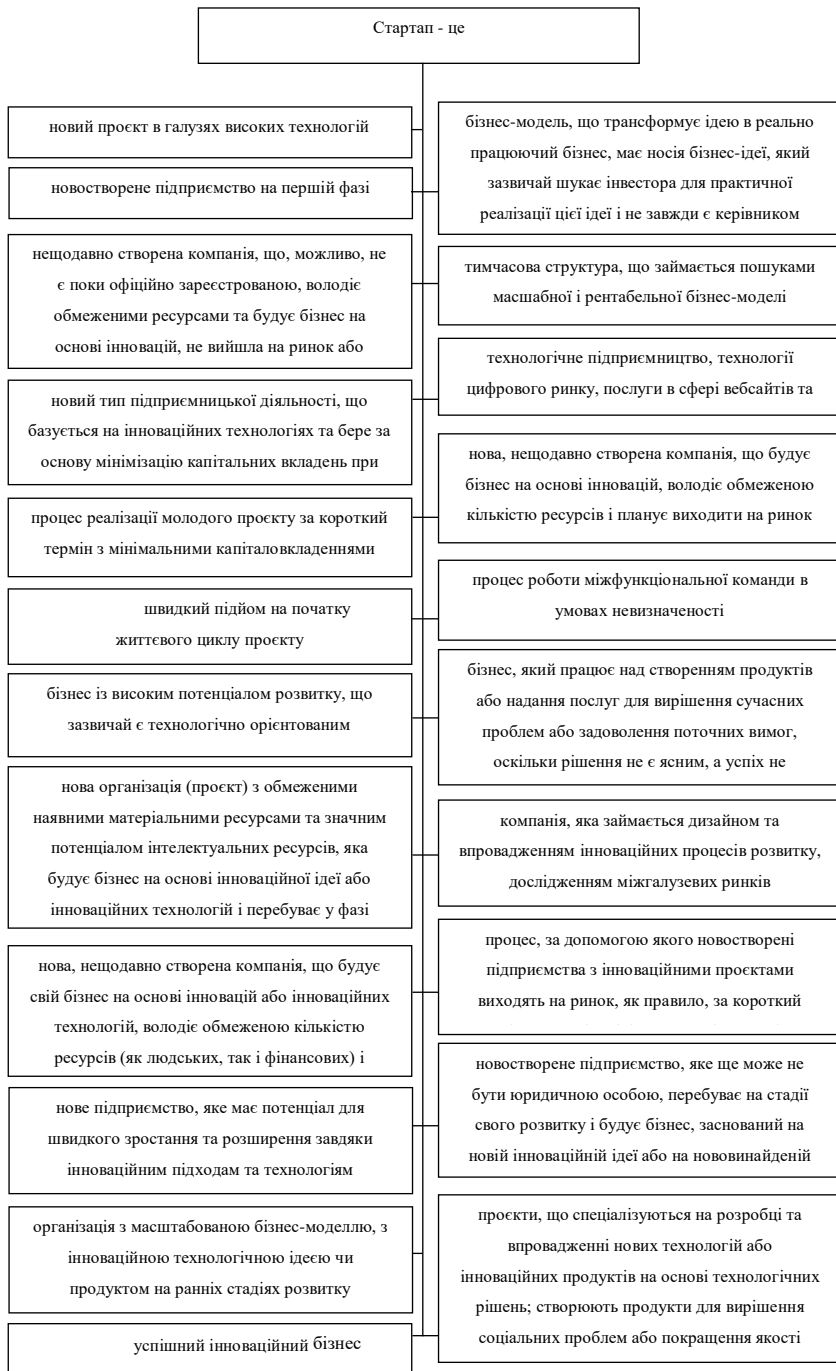 Стартап - це
новий проєкт в галузях високих технологій
новостворене підприємство на першій фазі
нещодавно створена компанія, що, можливо, не
є поки офіційно зареєстрованою, володіє
обмеженими ресурсами та будує бізнес на
основі інновацій, не вийшла на ринок або
новий тип підприємницької діяльності, що
базується на інноваційних технологіях та бере за
основу мінімізацію капітальних вкладень при
процес реалізації молодого проєкту за короткий
термін з мінімальними капіталовкладеннями
швидкий підйом на початку
життєвого циклу проєкту
бізнес із високим потенціалом розвитку, що
зазвичай є технологічно орієнтованим
нова організація (проєкт) з обмеженими
наявними матеріальними ресурсами та значним
потенціалом інтелектуальних ресурсів, яка
будує бізнес на основі інноваційної ідеї або
інноваційних технологій і перебуває у фазі
нова, нещодавно створена компанія, що будує
свій бізнес на основі інновацій або інноваційних
технологій, володіє обмеженою кількістю
ресурсів (як людських, так і фінансових) і
нове підприємство, яке має потенціал для
швидкого зростання та розширення завдяки
інноваційним підходам та технологіям
організація з масштабованою бізнес-моделлю, з
інноваційною технологічною ідеєю чи
продуктом на ранніх стадіях розвитку
успішний інноваційний бізнес
бізнес-модель, що трансформує ідею в реально
працюючий бізнес, має носія бізнес-ідеї, який
зазвичай шукає інвестора для практичної
реалізації цієї ідеї і не завжди є керівником
тимчасова структура, що займається пошуками
масшабної і рентабельної бізнес-моделі
технологічне підприємництво, технології
цифрового ринку, послуги в сфері вебсайтів та
нова, нещодавно створена компанія, що будує
бізнес на основі інновацій, володіє обмеженою
кількістю ресурсів і планує виходити на ринок
процес роботи міжфункціональної команди в
умовах невизначеності
бізнес, який працює над створенням продуктів
або надання послуг для вирішення сучасних
проблем або задоволення поточних вимог,
оскільки рішення не є ясним, а успіх не
компанія, яка займається дизайном та
впровадженням інноваційних процесів розвитку,
дослідженням міжгалузевих ринків
процес, за допомогою якого новостворені
підприємства з інноваційними проєктами
виходять на ринок, як правило, за короткий
новостворене підприємство, яке ще може не
бути юридичною особою, перебуває на стадії
свого розвитку і будує бізнес, заснований на
новій інноваційній ідеї або на нововинайденій
проєкти, що спеціалізуються на розробці та
впровадженні нових технологій або
інноваційних продуктів на основі технологічних
рішень; створюють продукти для вирішення
соціальних проблем або покращення якості